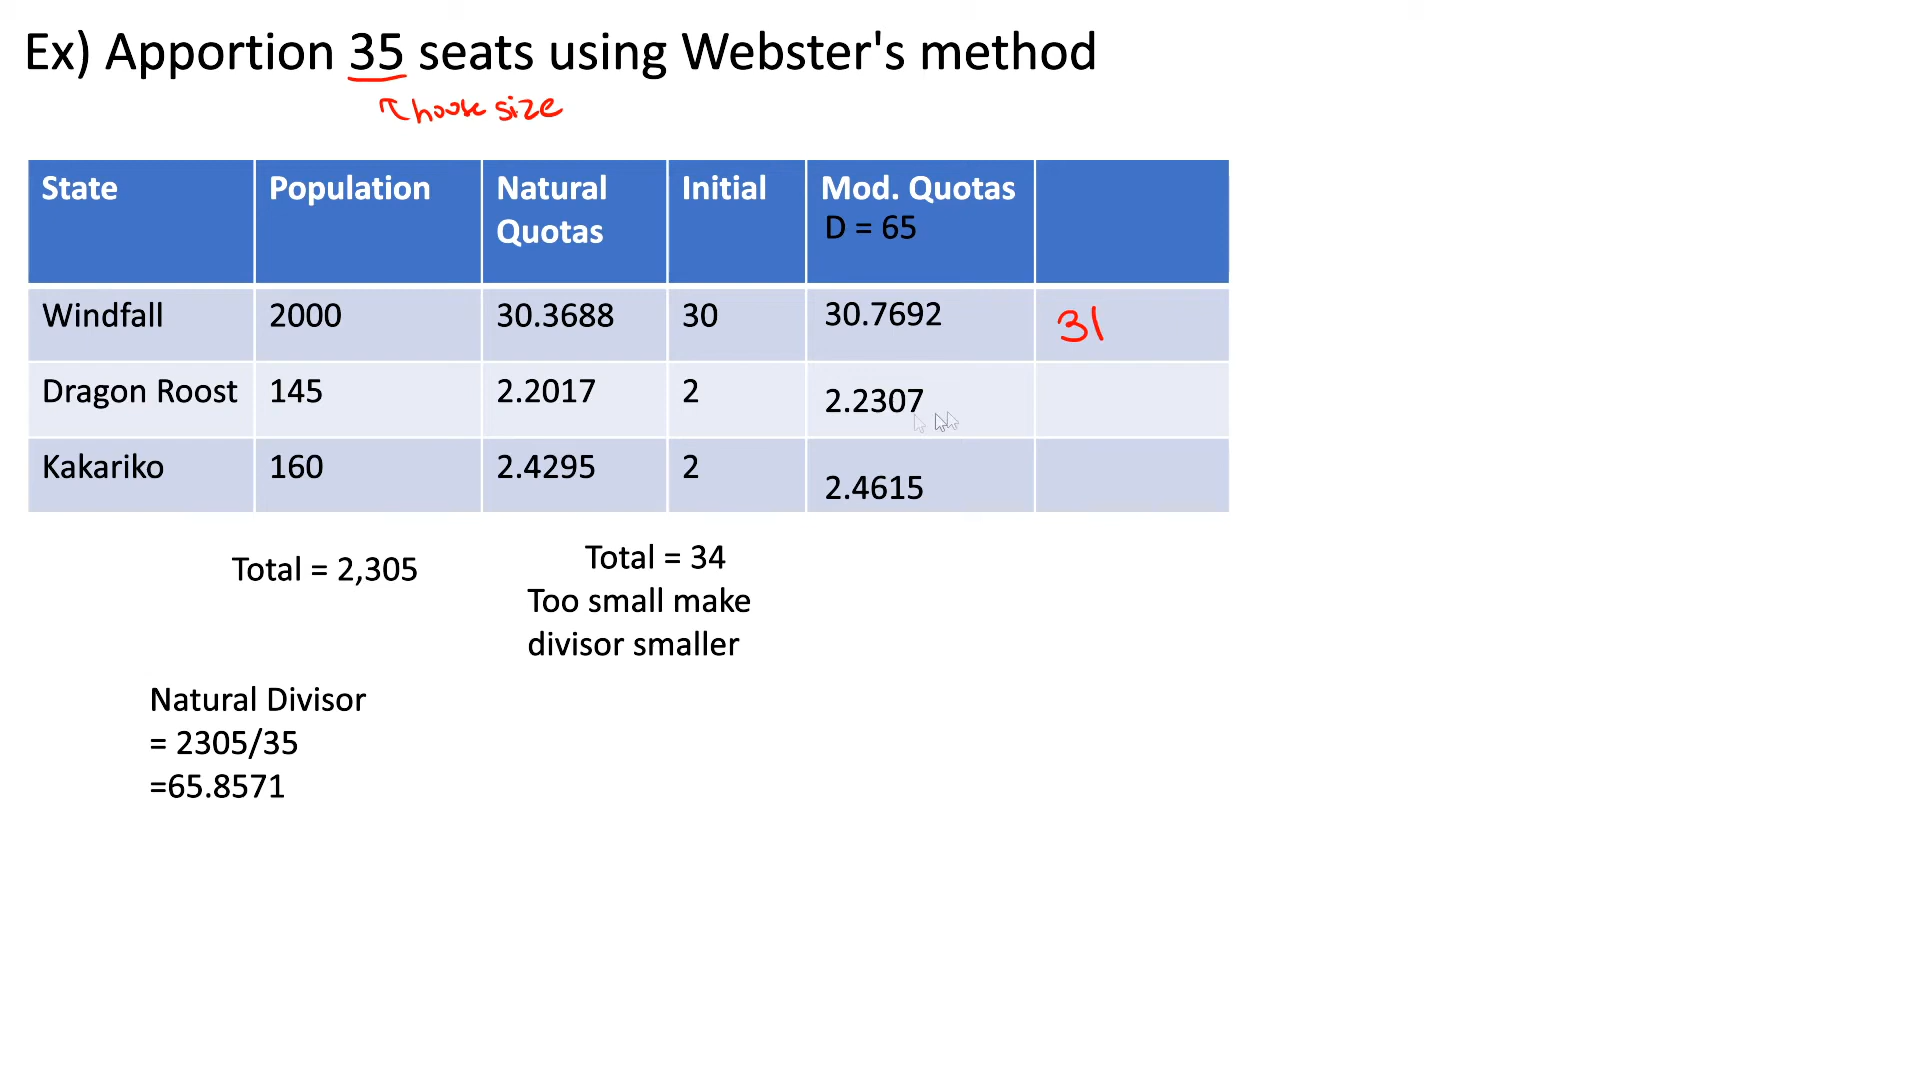 Ex) Apportion 35 seats using Webster's method
house size
State Population Natural Quotas Initial Mod. Quotas D = 65
Windfall 2000 30.3688 30 30.7692 31
Dragon Roost 145 2.2017 2 2.2307
Kakariko 160 2.4295 2 2.4615
Total = 2,305
Total = 34
Too small make
divisor smaller
Natural Divisor
= 2305/35
=65.8571